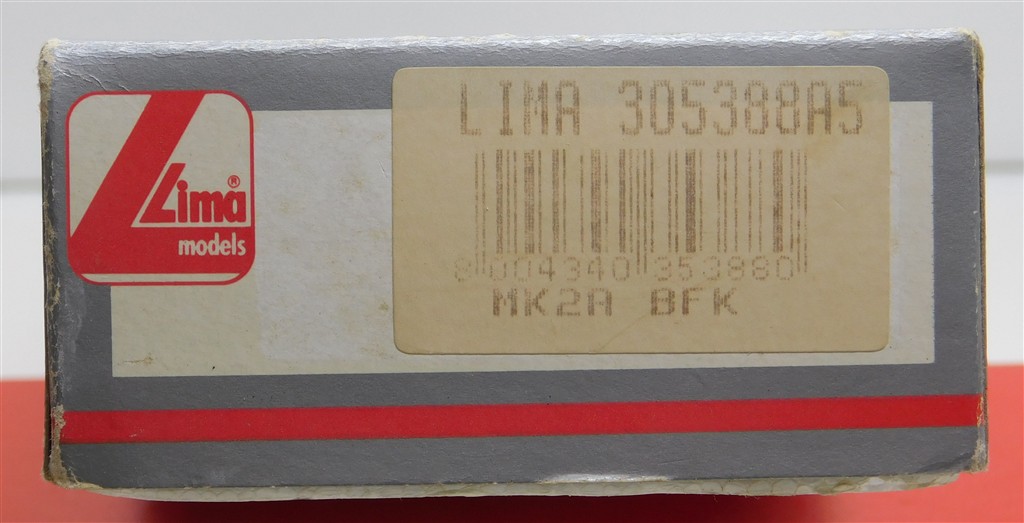 Lima®
models
LIMA 305388A5
8 004340 353880
MK2A BFK